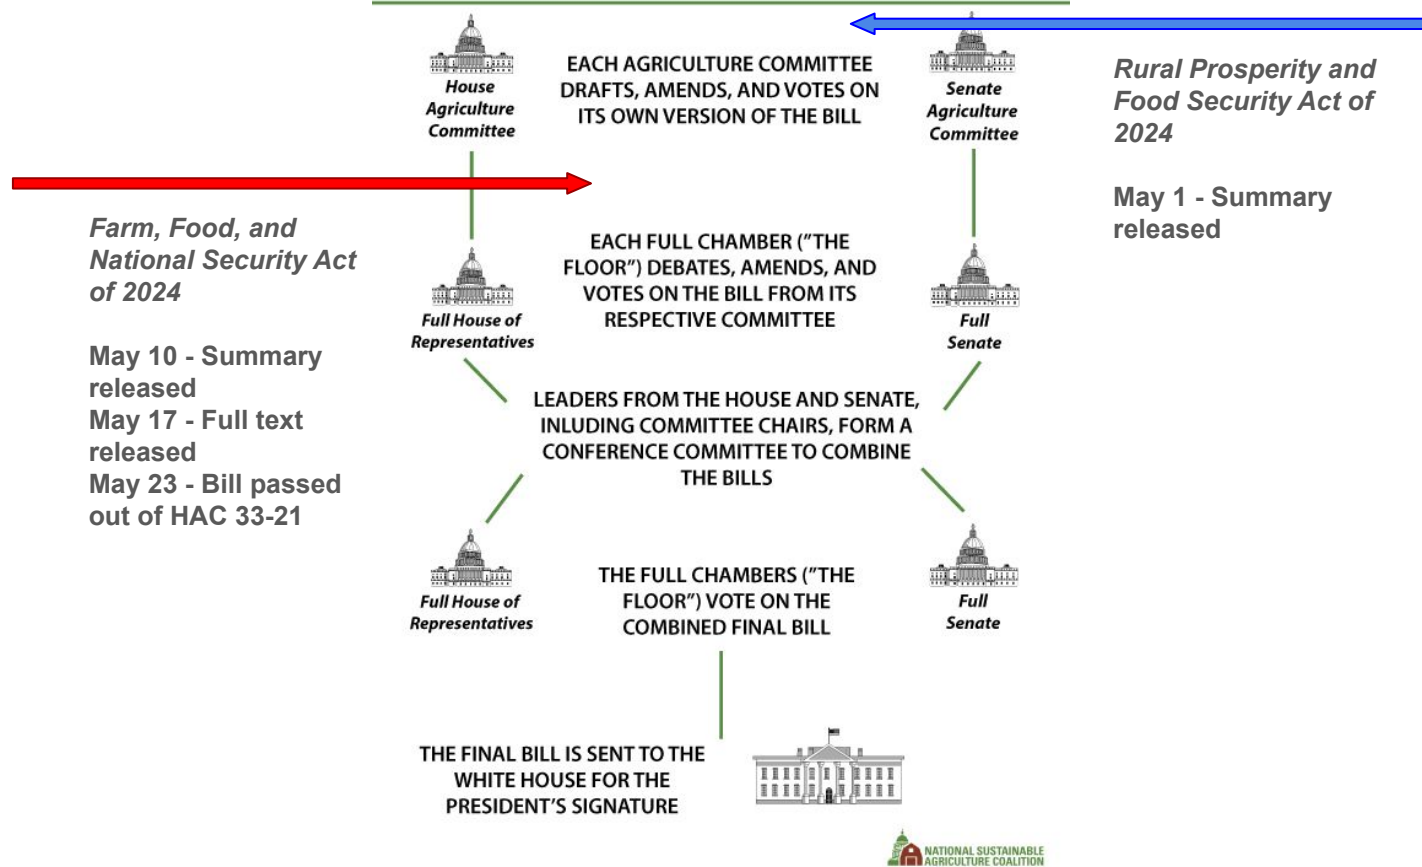 House
Agriculture
Committee
EACH AGRICULTURE COMMITTEE
DRAFTS, AMENDS, AND VOTES ON
ITS OWN VERSION OF THE BILL
Senate
Agriculture
Committee
Rural Prosperity and
Food Security Act of
2024
May 1 - Summary
released
Farm, Food, and
National Security Act
of 2024
May 10 - Summary
released
May 17 - Full text
released
May 23 - Bill passed
out of HAC 33-21
EACH FULL CHAMBER ("THE
FLOOR") DEBATES, AMENDS, AND
VOTES ON THE BILL FROM ITS
RESPECTIVE COMMITTEE
Full House of
Representatives
Full
Senate
LEADERS FROM THE HOUSE AND SENATE,
INLUDING COMMITTEE CHAIRS, FORM A
CONFERENCE COMMITTEE TO COMBINE
THE BILLS
Full House of
Representatives
THE FULL CHAMBERS ("THE
FLOOR") VOTE ON THE
COMBINED FINAL BILL
Full
Senate
THE FINAL BILL IS SENT TO THE
WHITE HOUSE FOR THE
PRESIDENT'S SIGNATURE
NATIONAL SUSTAINABLE
AGRICULTURE COALITION